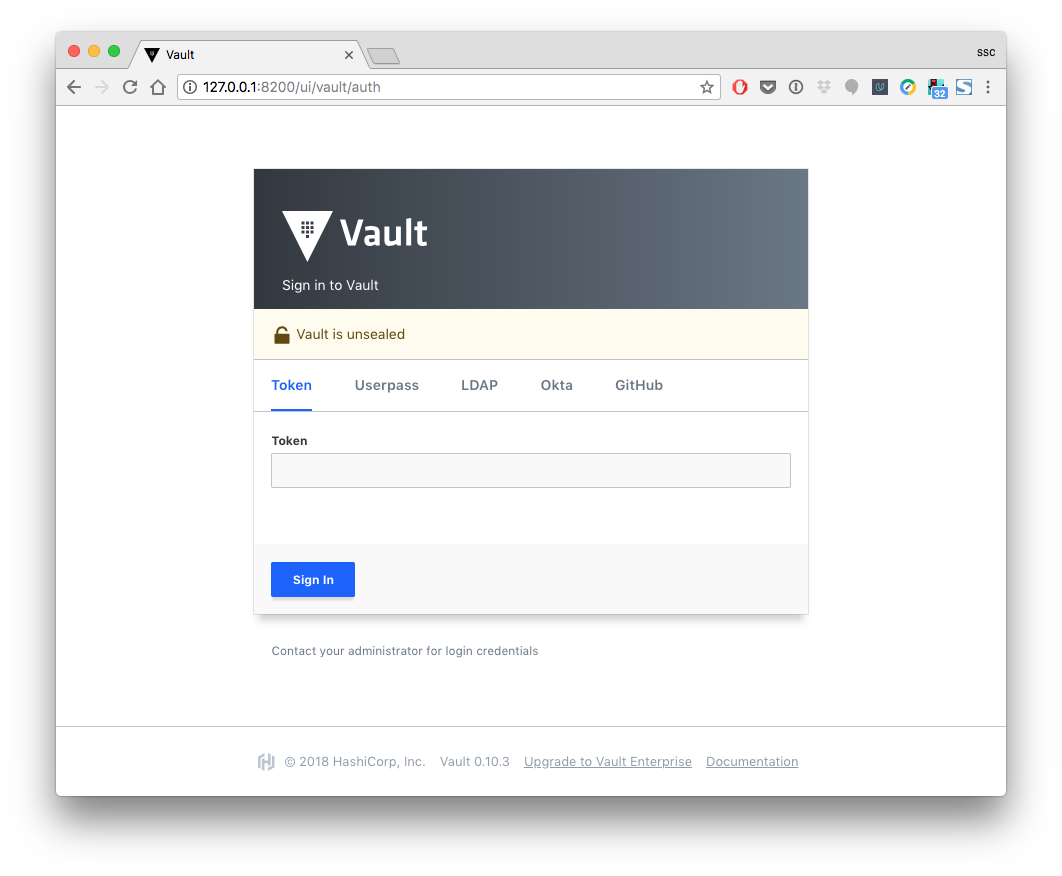 Vault
ssc
127.0.0.1:8200/ui/vault/auth
32
Vault
Sign in to Vault
Vault is unsealed
Token Userpass LDAP Okta GitHub
Token
Sign In
Contact your administrator for login credentials
© 2018 HashiCorp, Inc. Vault 0.10.3 Upgrade to Vault Enterprise Documentation